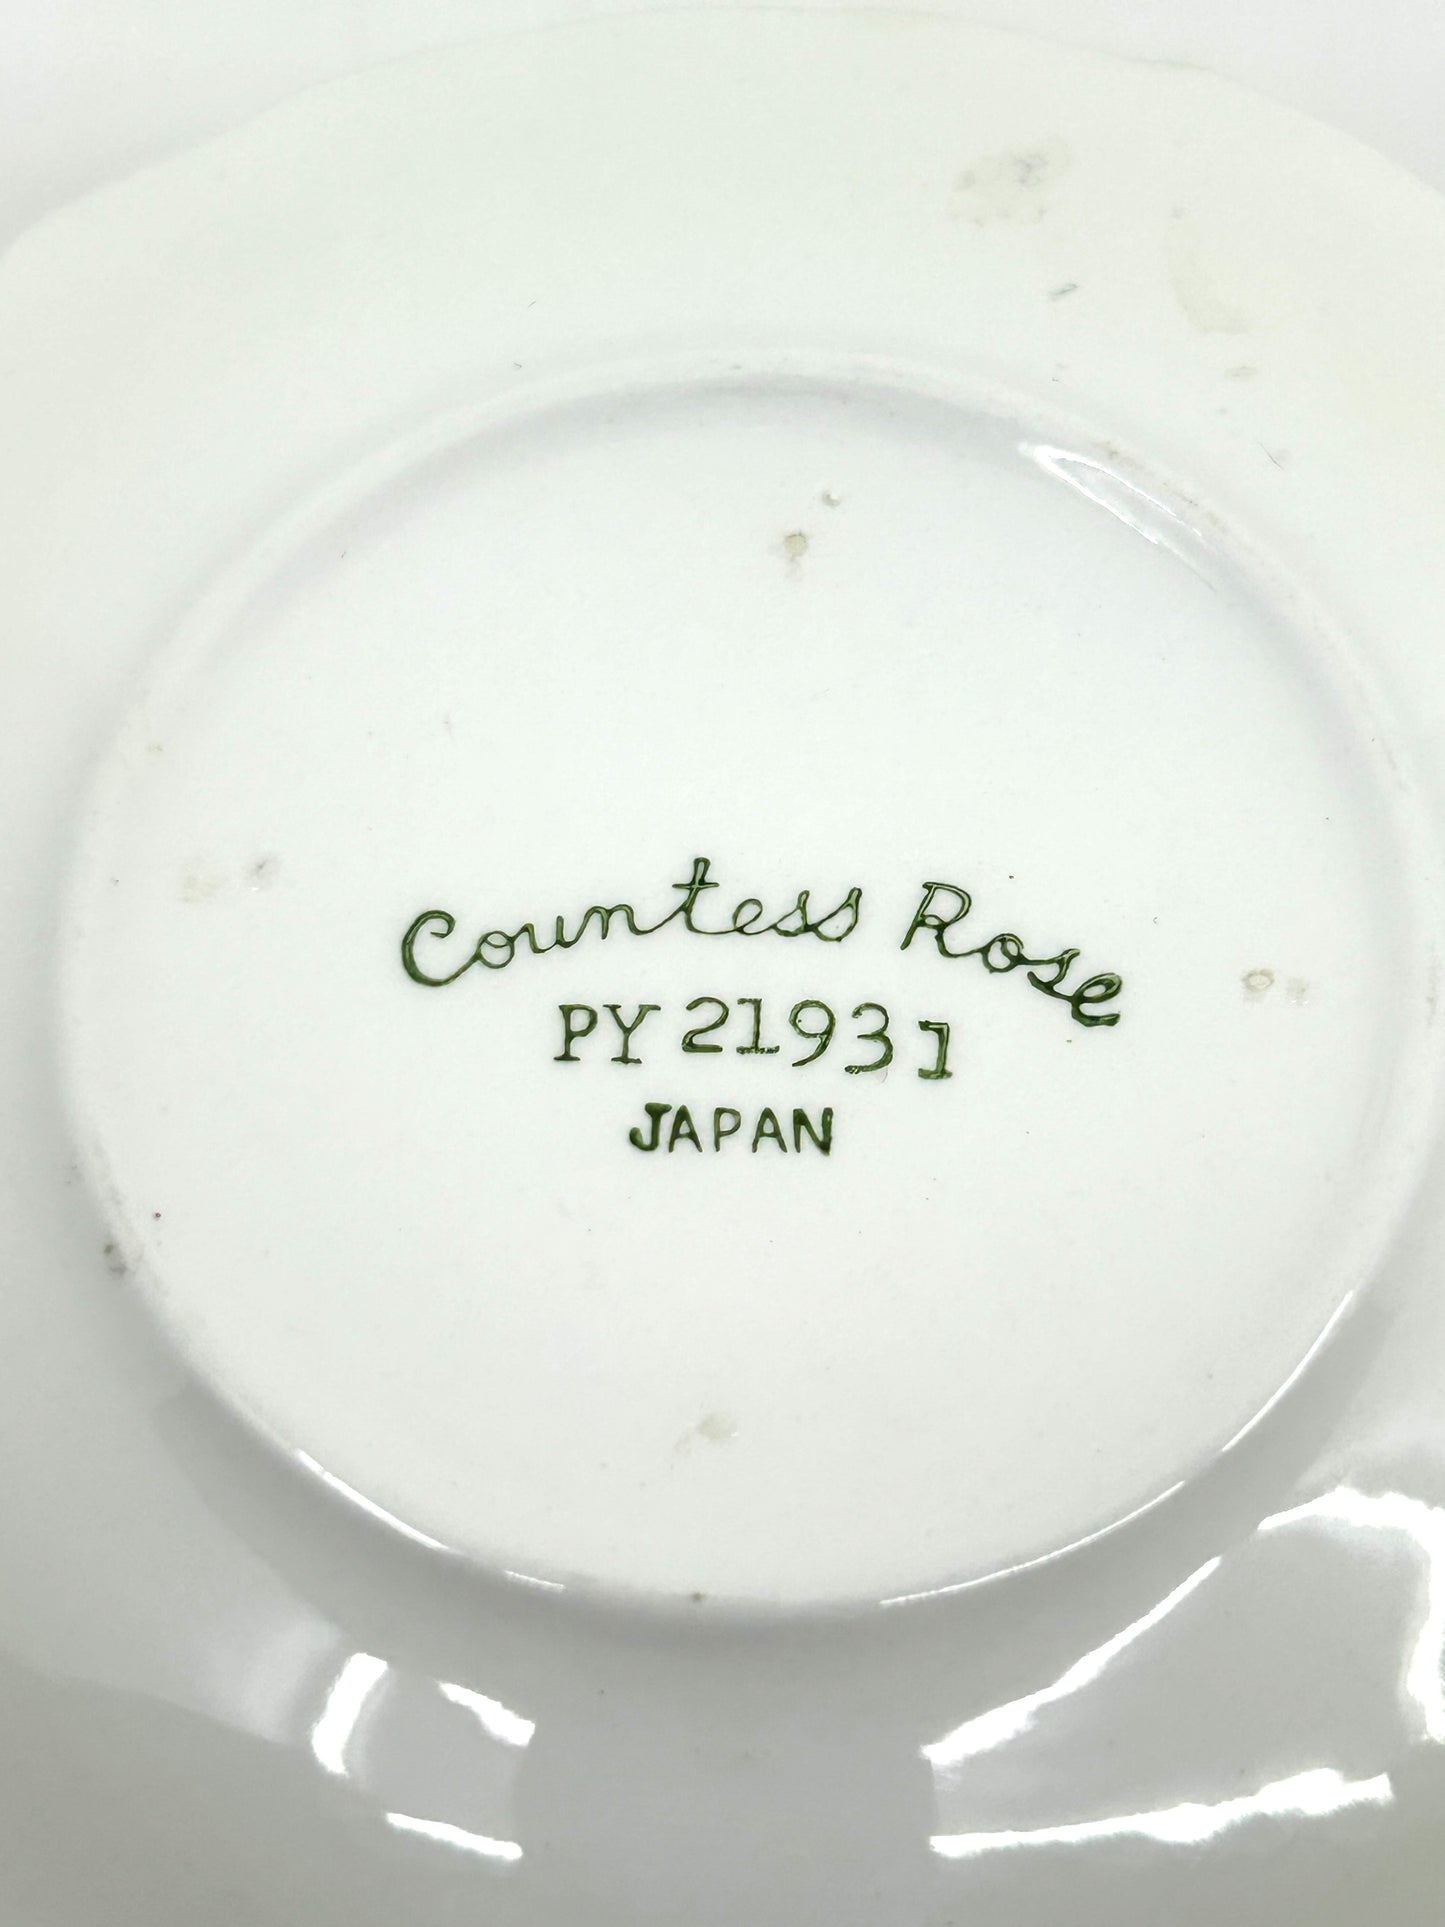 Countess Rose
PY 21931
JAPAN